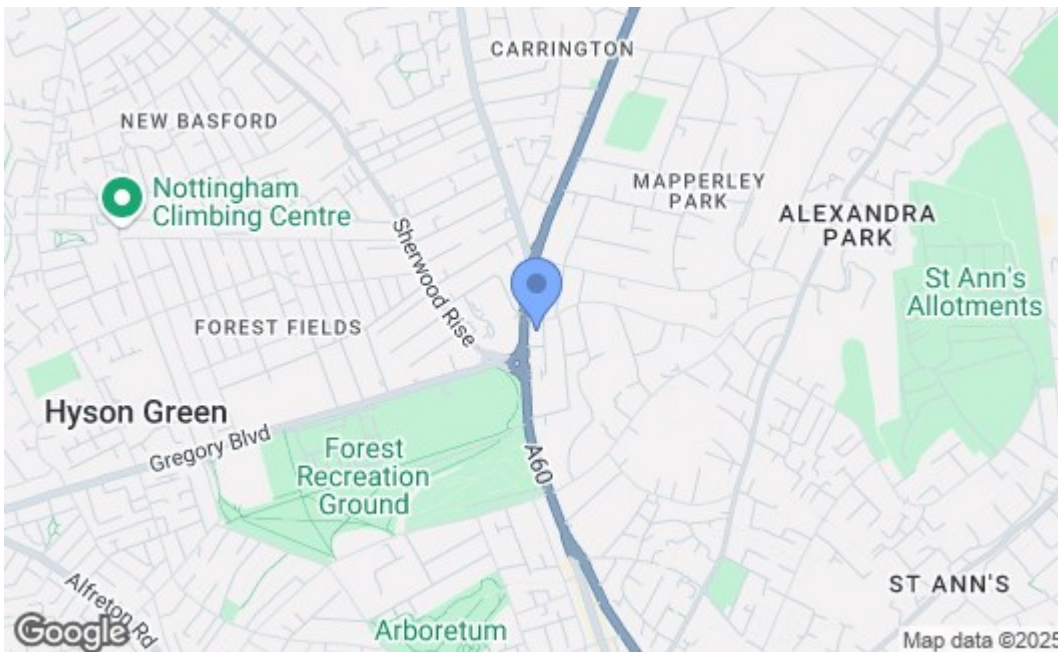 CARRINGTON
NEW BASFORD
Nottingham
Climbing Centre
MAPPERLEY
PARK
ALEXANDRA
PARK
Sherwood Rise
St Ann's
Allotments
FOREST FIELDS
Hyson Green
Gregory Blvd
Forest
Recreation
Ground
A60
Alfreton Rd
ST ANN'S
Arboretum
Google
Map data ©2025